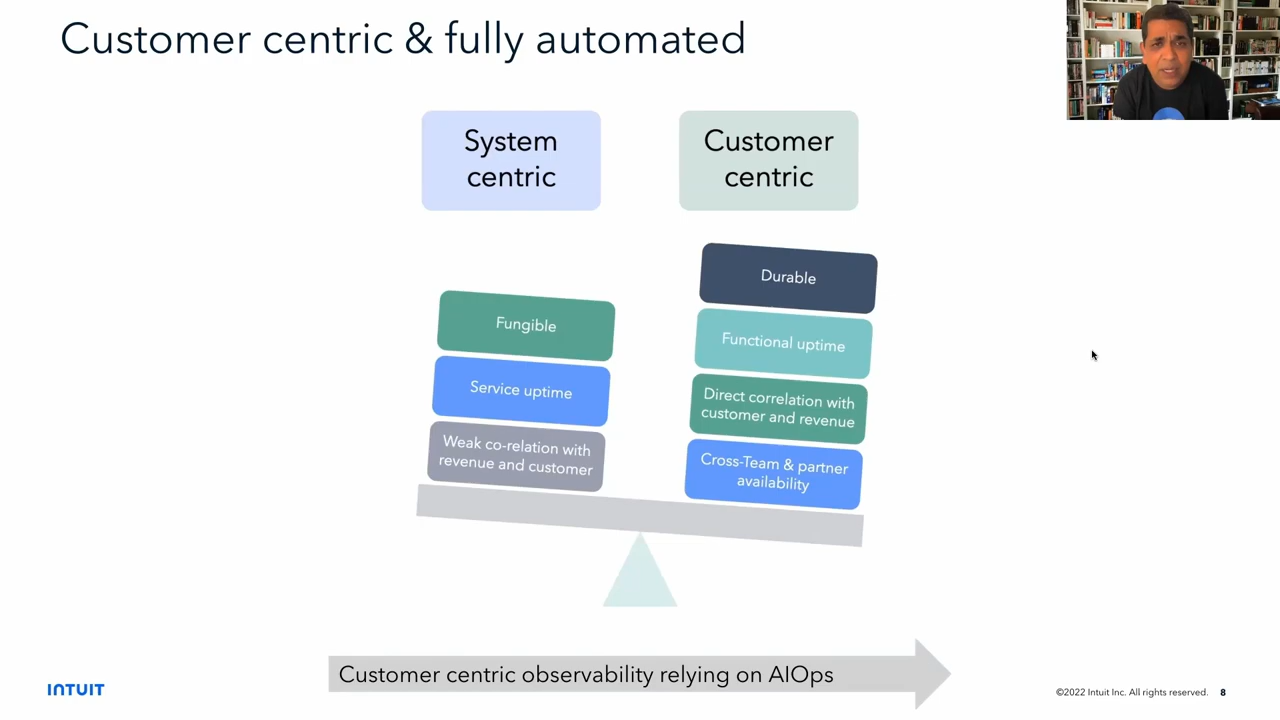 Customer centric & fully automated
System
centric
Customer
centric
Fungible
Service uptime
Weak co-relation with
revenue and customer
Durable
Functional uptime
Direct correlation with
customer and revenue
Cross-Team & partner
availability
Customer centric observability relying on AIOps
INTUIT
©2022 Intuit Inc. All rights reserved. 8